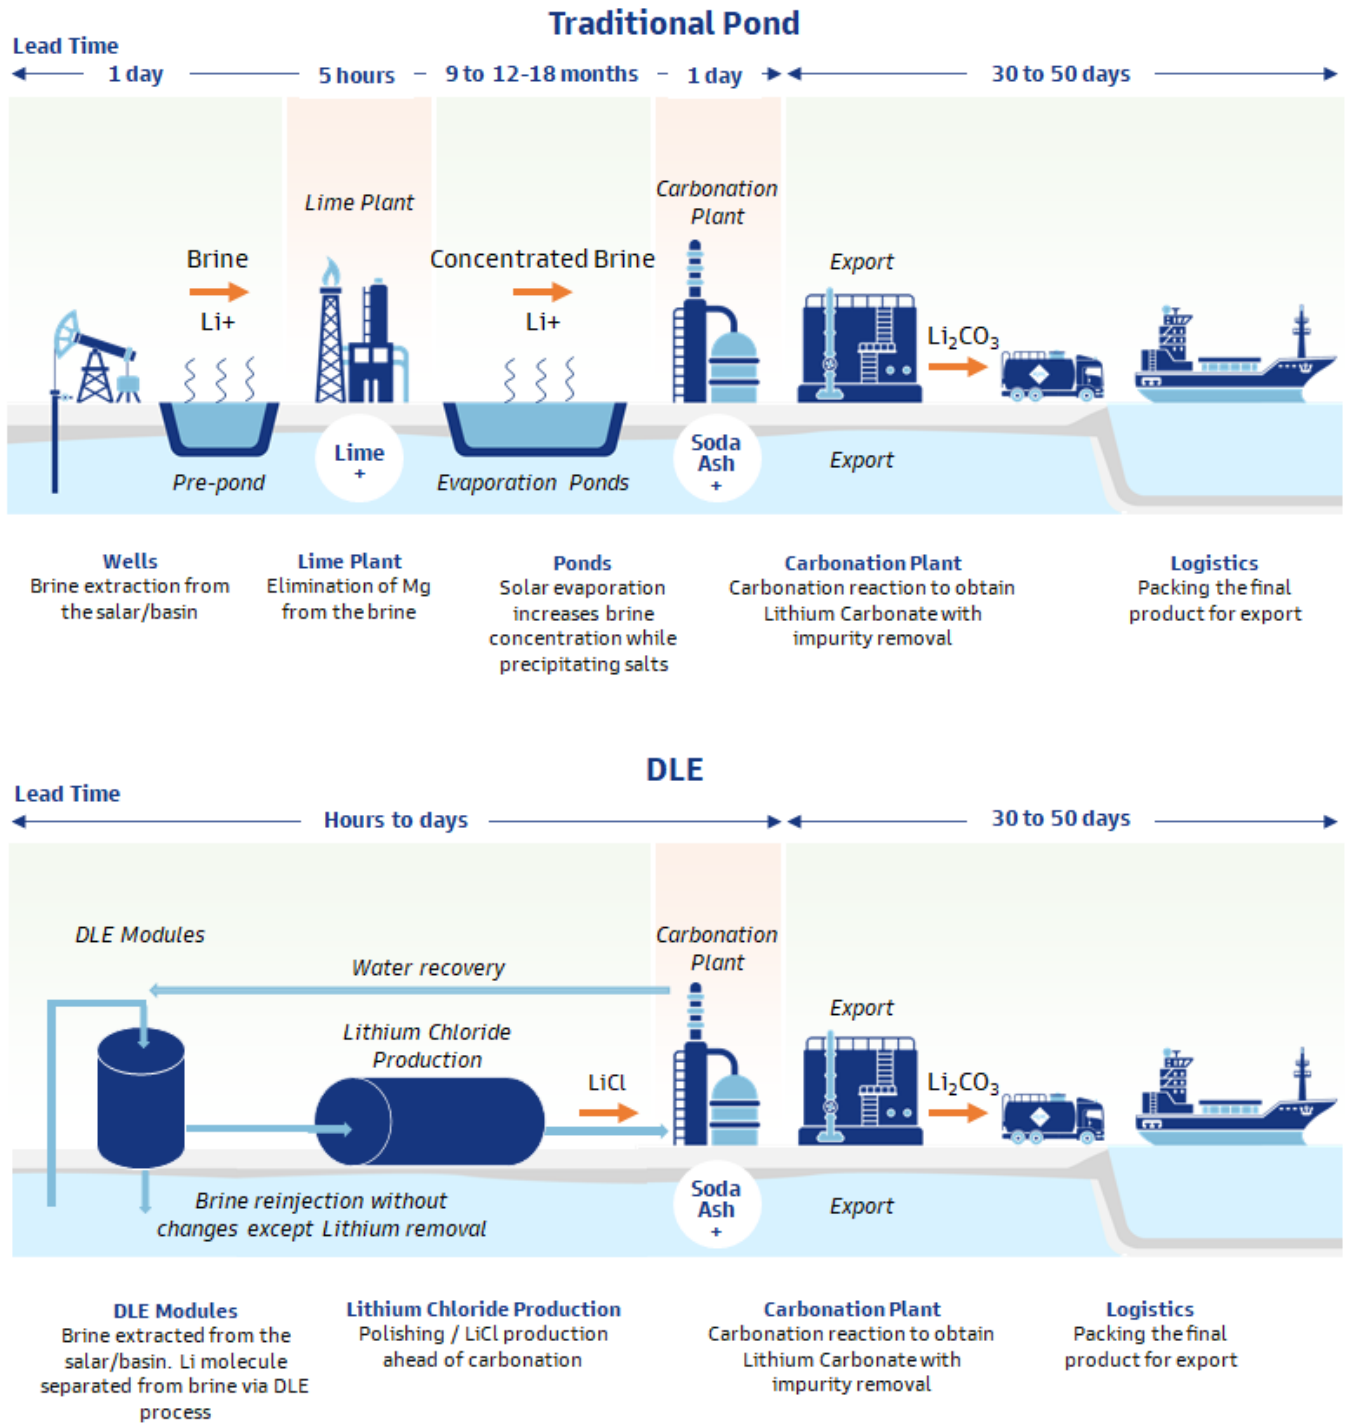 Traditional Pond
Lead Time
1 day
5 hours
9 to 12-18 months
1 day
30 to 50 days
Lime Plant
Carbonation
Plant
Brine
Li+
Concentrated Brine
Li+
Export
Li₂CO₃
Pre-pond
Lime
+
Evaporation Ponds
Soda
Ash
+
Export
Wells
Brine extraction from
the salar/basin
Lime Plant
Elimination of Mg
from the brine
Ponds
Solar evaporation
increases brine
concentration while
precipitating salts
Carbonation Plant
Carbonation reaction to obtain
Lithium Carbonate with
impurity removal
Logistics
Packing the final
product for export
DLE
Lead Time
Hours to days
30 to 50 days
DLE Modules
Water recovery
Carbonation
Plant
Lithium Chloride
Production
LiCl
Export
Li₂CO₃
Brine reinjection without
changes except Lithium removal
Soda
Ash
+
Export
DLE Modules
Brine extracted from the
salar/basin. Li molecule
separated from brine via DLE
process
Lithium Chloride Production
Polishing / LiCl production
ahead of carbonation
Carbonation Plant
Carbonation reaction to obtain
Lithium Carbonate with
impurity removal
Logistics
Packing the final
product for export